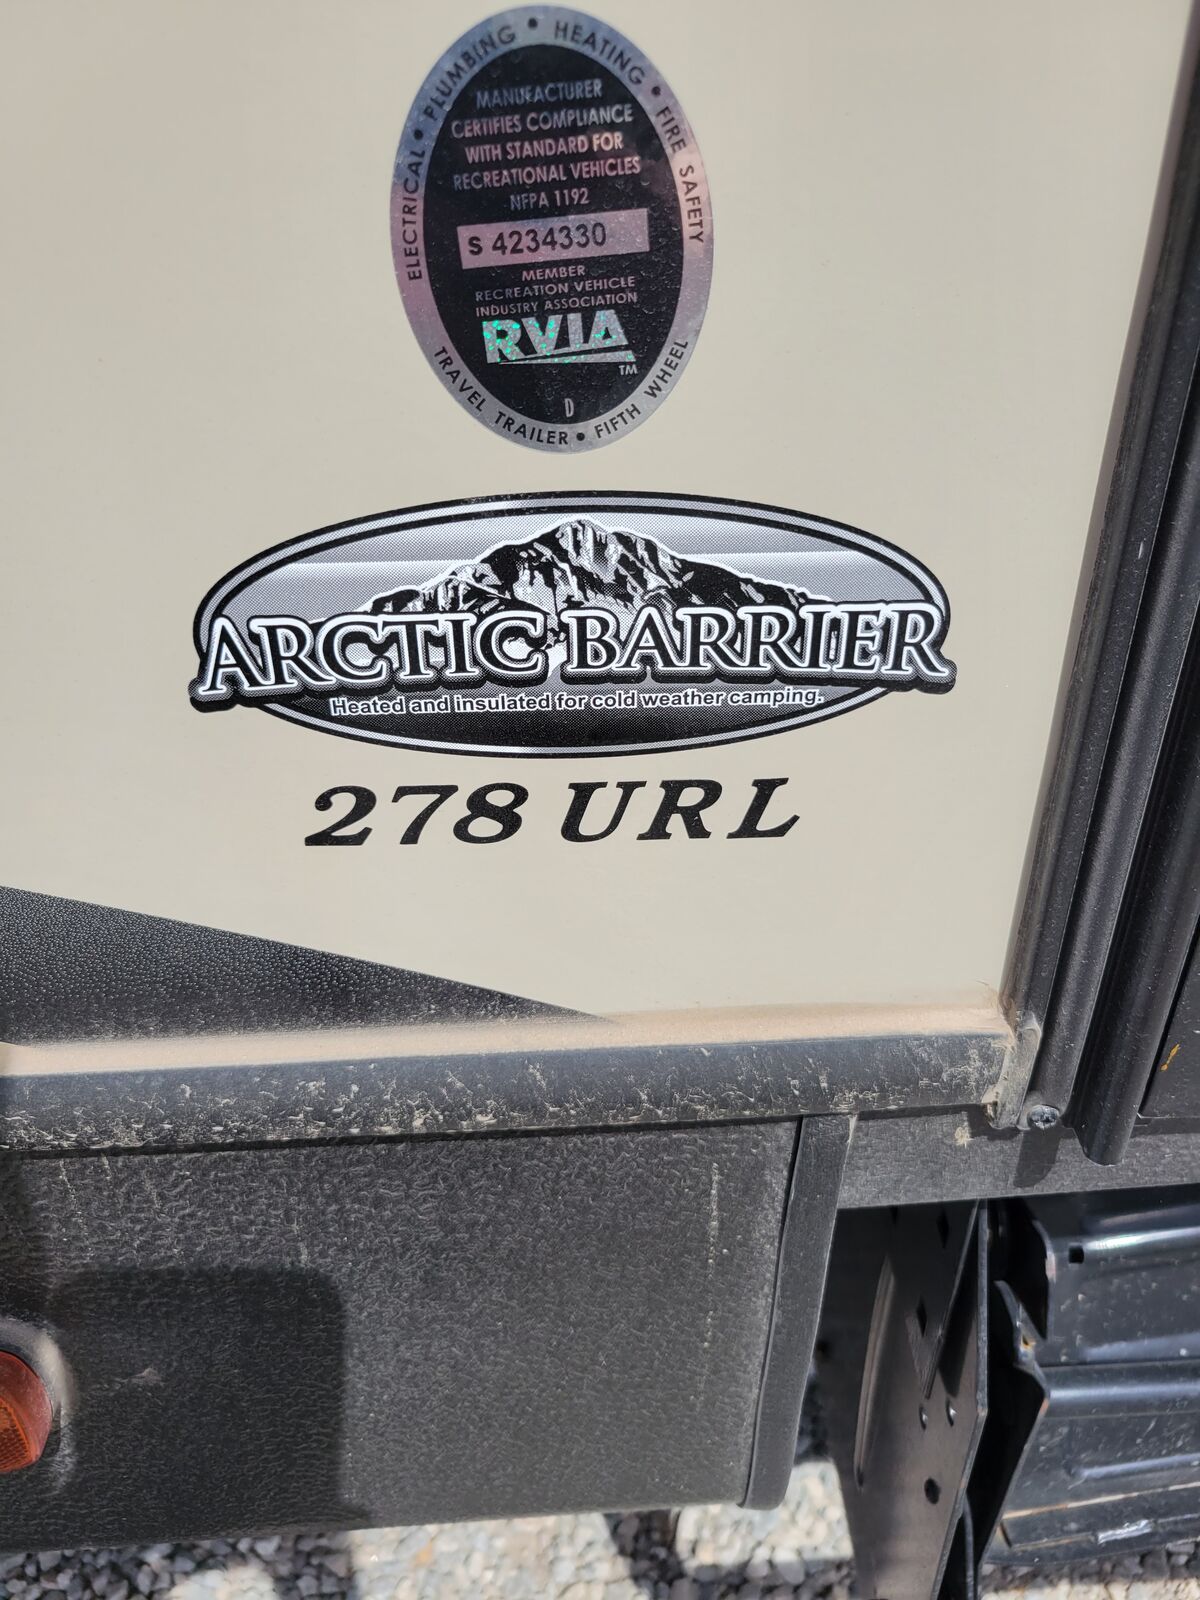 ELECTRICAL • PLUMBING • HEATING • FIRE SAFETY
MANUFACTURER
CERTIFIES COMPLIANCE
WITH STANDARD FOR
RECREATIONAL VEHICLES
NFPA 1192
S 4234330
MEMBER
RECREATION VEHICLE
INDUSTRY ASSOCIATION
RVIA
TM
D
TRAVEL TRAILER • FIFTH WHEEL
ARCTIC BARRIER
Heated and insulated for cold weather camping.
278 URL